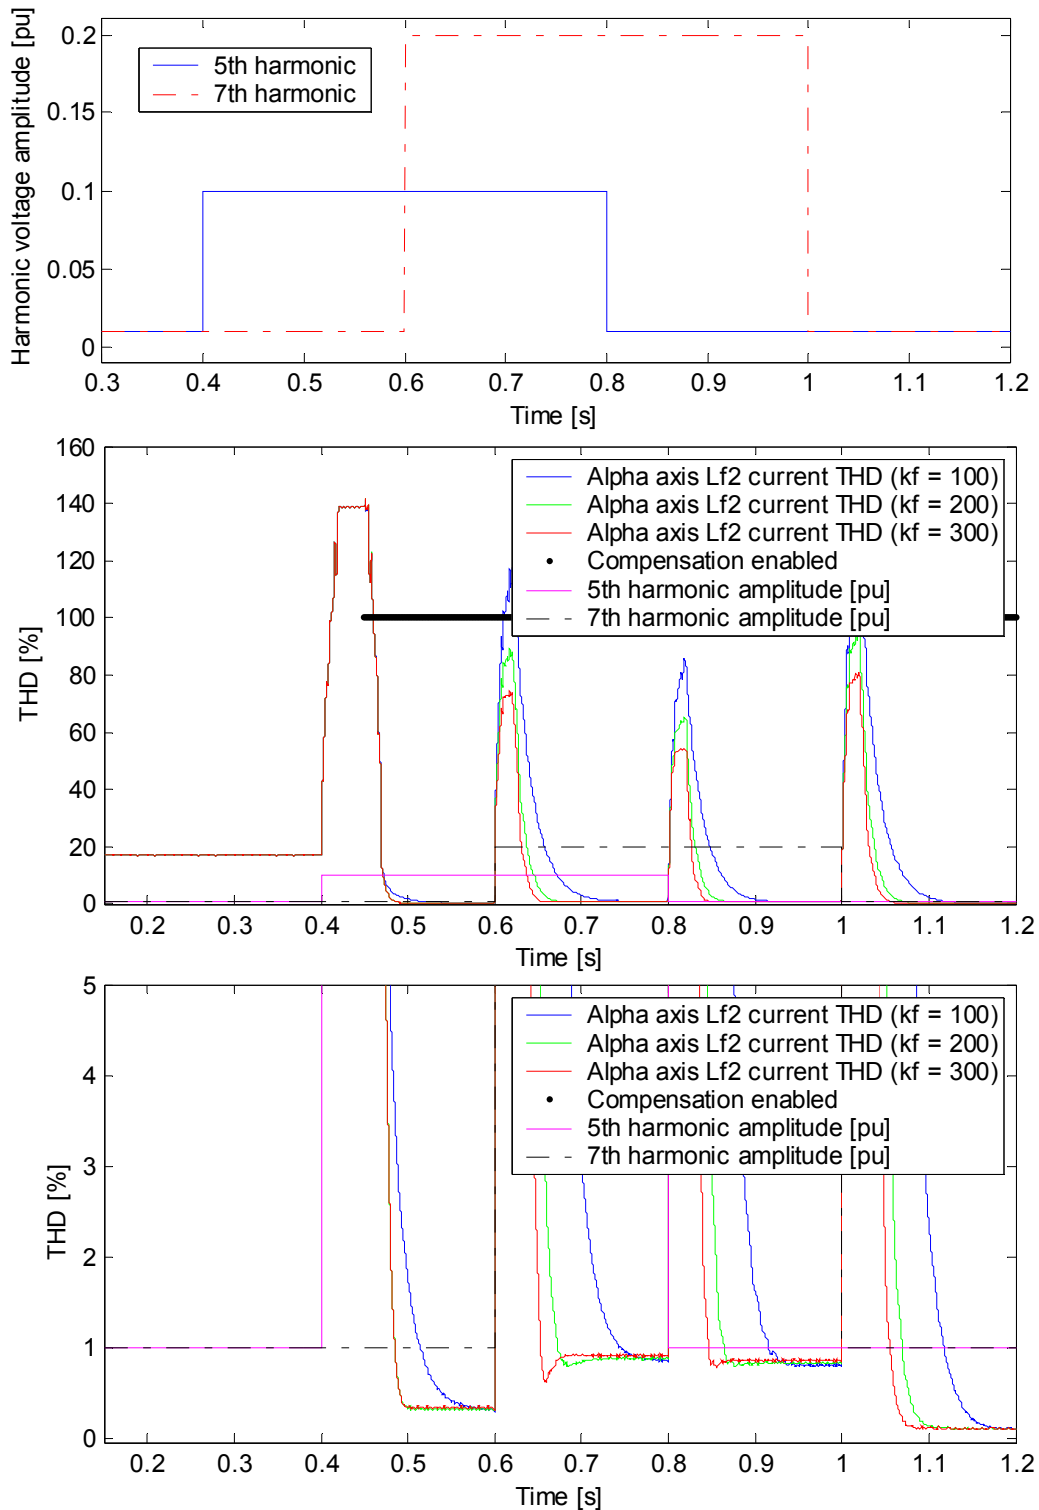 Harmonic voltage amplitude [pu]
0.2
0.15
0.1
0.05
0
5th harmonic
7th harmonic
0.3 0.4 0.5 0.6 0.7 0.8 0.9 1 1.1 1.2
Time [s]
THD [%]
160
140
120
100
80
60
40
20
0
Alpha axis Lf2 current THD (kf = 100)
Alpha axis Lf2 current THD (kf = 200)
Alpha axis Lf2 current THD (kf = 300)
Compensation enabled
5th harmonic amplitude [pu]
7th harmonic amplitude [pu]
0.2 0.3 0.4 0.5 0.6 0.7 0.8 0.9 1 1.1 1.2
Time [s]
THD [%]
5
4
3
2
1
0
Alpha axis Lf2 current THD (kf = 100)
Alpha axis Lf2 current THD (kf = 200)
Alpha axis Lf2 current THD (kf = 300)
Compensation enabled
5th harmonic amplitude [pu]
7th harmonic amplitude [pu]
0.2 0.3 0.4 0.5 0.6 0.7 0.8 0.9 1 1.1 1.2
Time [s]